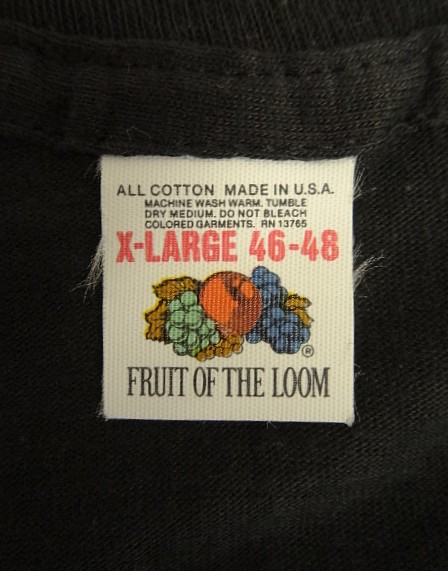 ALL COTTON MADE IN U.S.A.
MACHINE WASH WARM. TUMBLE
DRY MEDIUM. DO NOT BLEACH
COLORED GARMENTS. RN 13765
X-LARGE 46-48
®
FRUIT OF THE LOOM